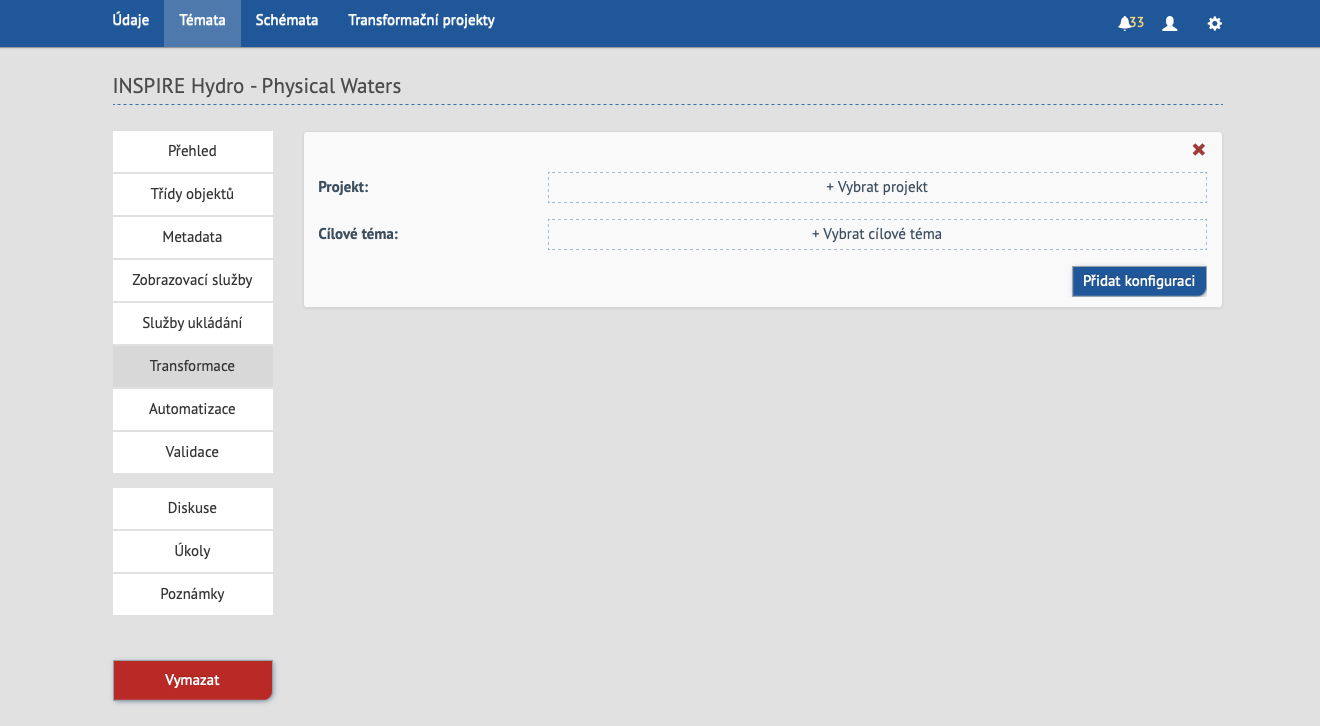 Údaje Témata Schémata Transformační projekty 33
INSPIRE Hydro - Physical Waters
Přehled
Třídy objektů
Metadata
Zobrazovací služby
Služby ukládání
Transformace
Automatizace
Validace
Diskuse
Úkoly
Poznámky
Vymazat
Projekt: + Vybrat projekt
Cílové téma: + Vybrat cílové téma
Přidat konfiguraci